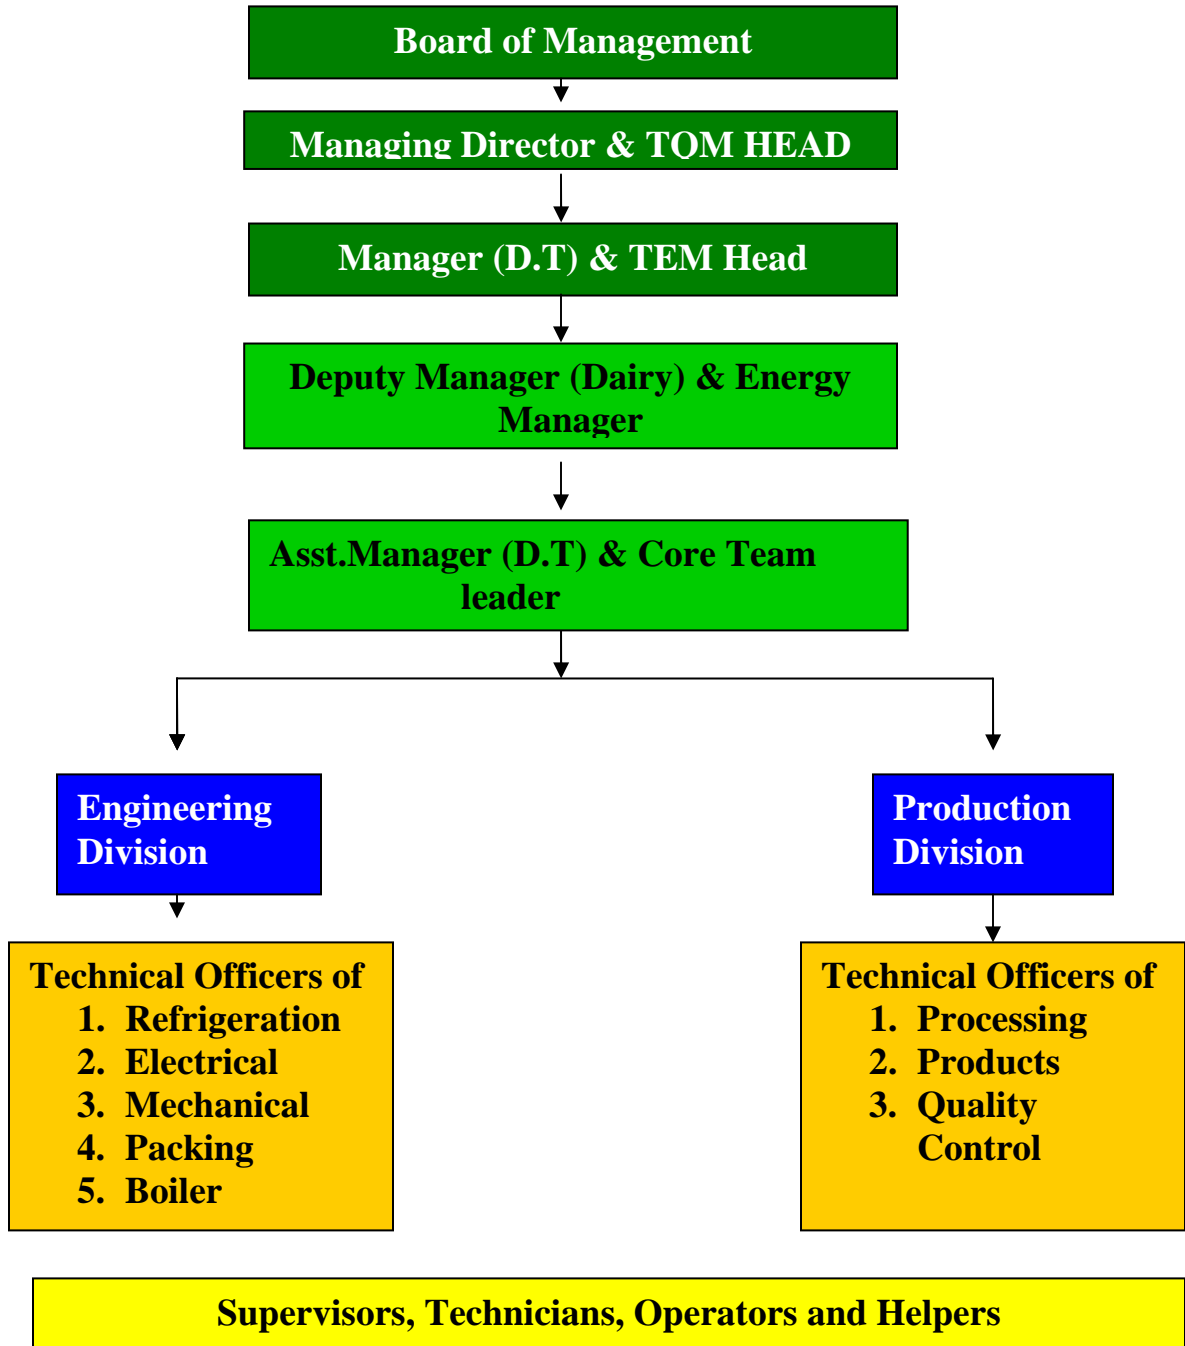 Board of Management
Managing Director & TQM HEAD
Manager (D.T) & TEM Head
Deputy Manager (Dairy) & Energy
Manager
Asst.Manager (D.T) & Core Team
leader
Engineering
Division
Production
Division
Technical Officers of
1. Refrigeration
2. Electrical
3. Mechanical
4. Packing
5. Boiler
Technical Officers of
1. Processing
2. Products
3. Quality
Control
Supervisors, Technicians, Operators and Helpers